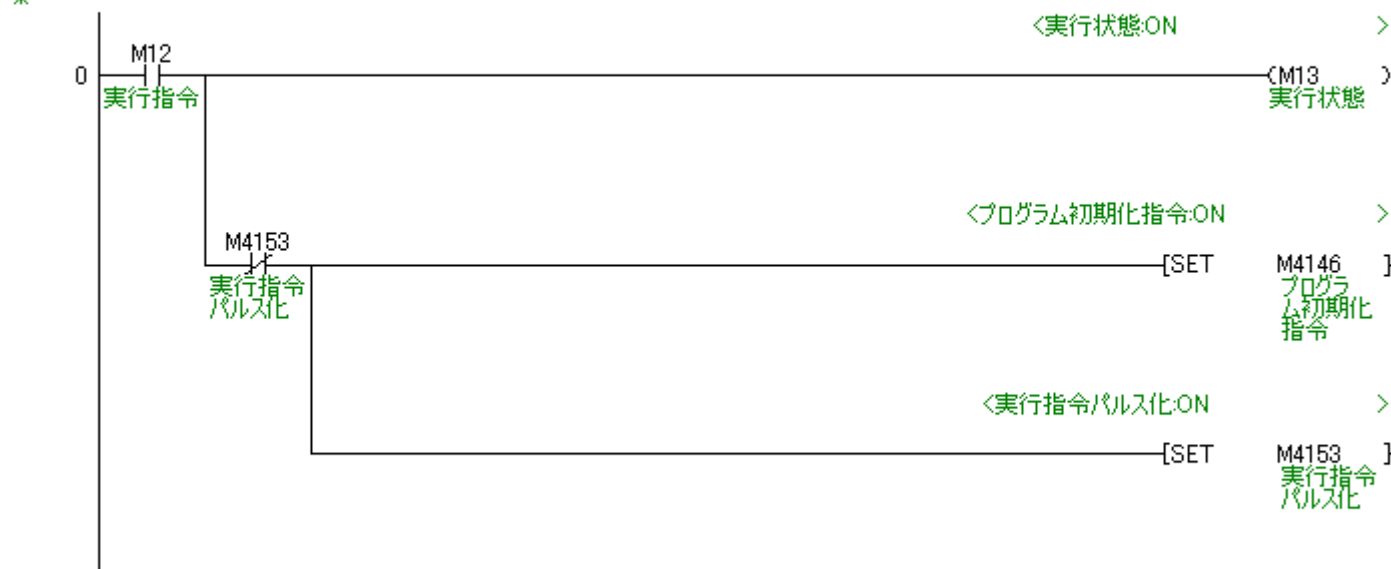 *
<実行状態:ON >
M12
0
(M13 )
実行指令
実行状態
<プログラム初期化指令:ON >
M4153
[SET M4146 ]
実行指令
パルス化
プログラ
ム初期化
指令
<実行指令パルス化:ON >
[SET M4153 ]
実行指令
パルス化